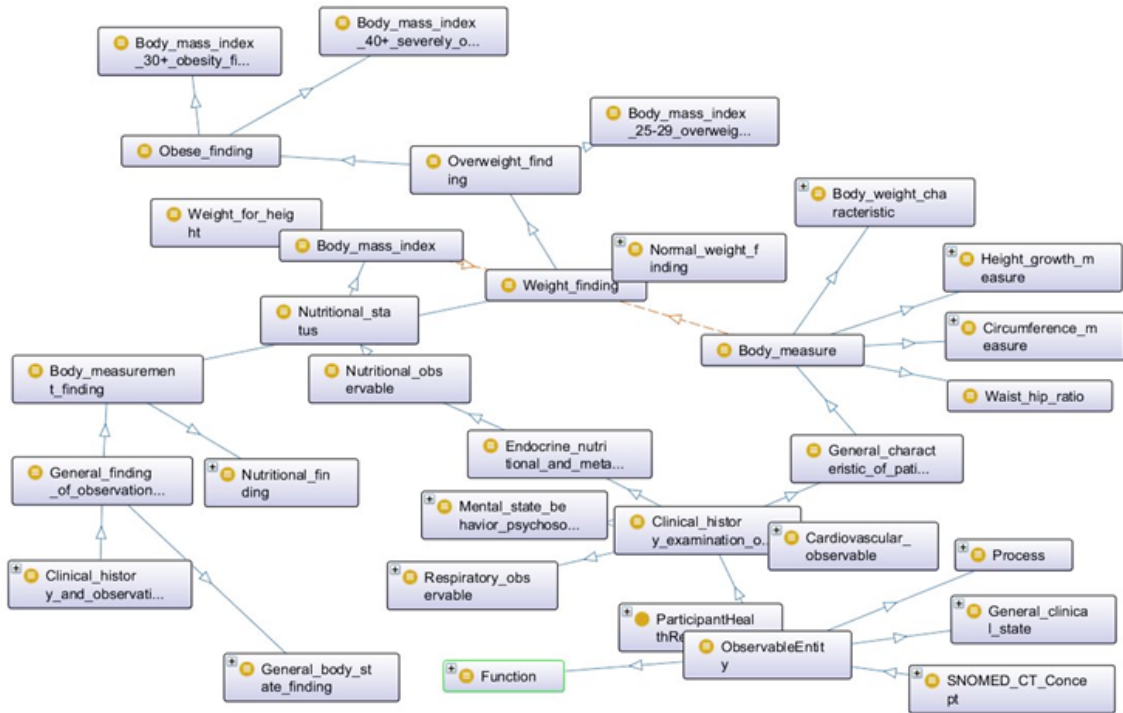 Body_mass_index
_30+_obesity_fi...
Body_mass_index
_40+_severely_o...
Obese_finding
Overweight_find
ing
Body_mass_index
_25-29_overweig...
Body_weight_cha
racteristic
Weight_for_heig
ht
Body_mass_index
Normal_weight_f
inding
Weight_finding
Height_growth_m
easure
Nutritional_sta
tus
Circumference_m
easure
Body_measure
Body_measuremen
t_finding
Nutritional_obs
ervable
Waist_hip_ratio
Endocrine_nutri
tional_and_meta...
General_charact
eristic_of_pati...
General_finding
_of_observation...
Nutritional_fin
ding
Mental_state_be
havior_psychoso...
Clinical_histor
y_examination_o...
Cardiovascular_
observable
Process
Clinical_histor
y_and_observati...
Respiratory_obs
ervable
ParticipantHeal
thRe
General_clinica
l_state
ObservableEntit
y
General_body_st
ate_finding
Function
SNOMED_CT_Conce
pt